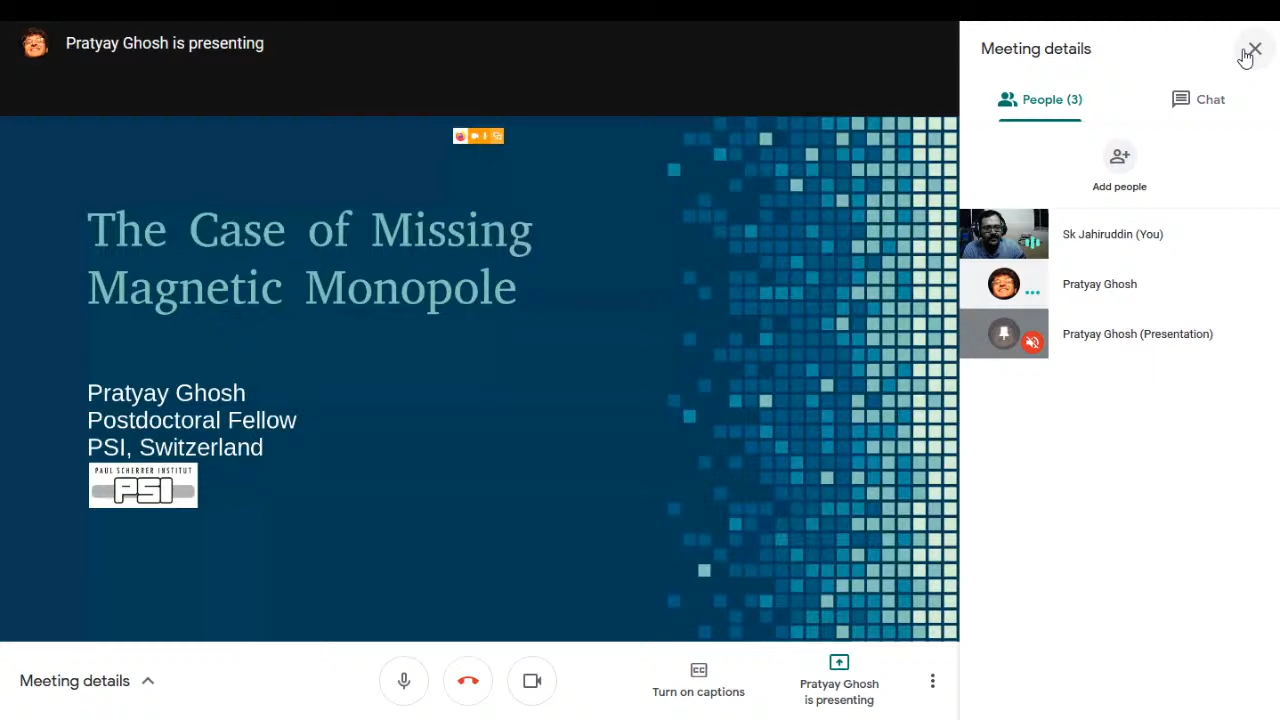 Pratyay Ghosh is presenting
The Case of Missing
Magnetic Monopole
Pratyay Ghosh
Postdoctoral Fellow
PSI, Switzerland
PAUL SCHERRER INSTITUT
PSI
Meeting details
People (3)
Chat
Add people
Sk Jahiruddin (You)
Pratyay Ghosh
Pratyay Ghosh (Presentation)
Meeting details
CC
Turn on captions
Pratyay Ghosh
is presenting